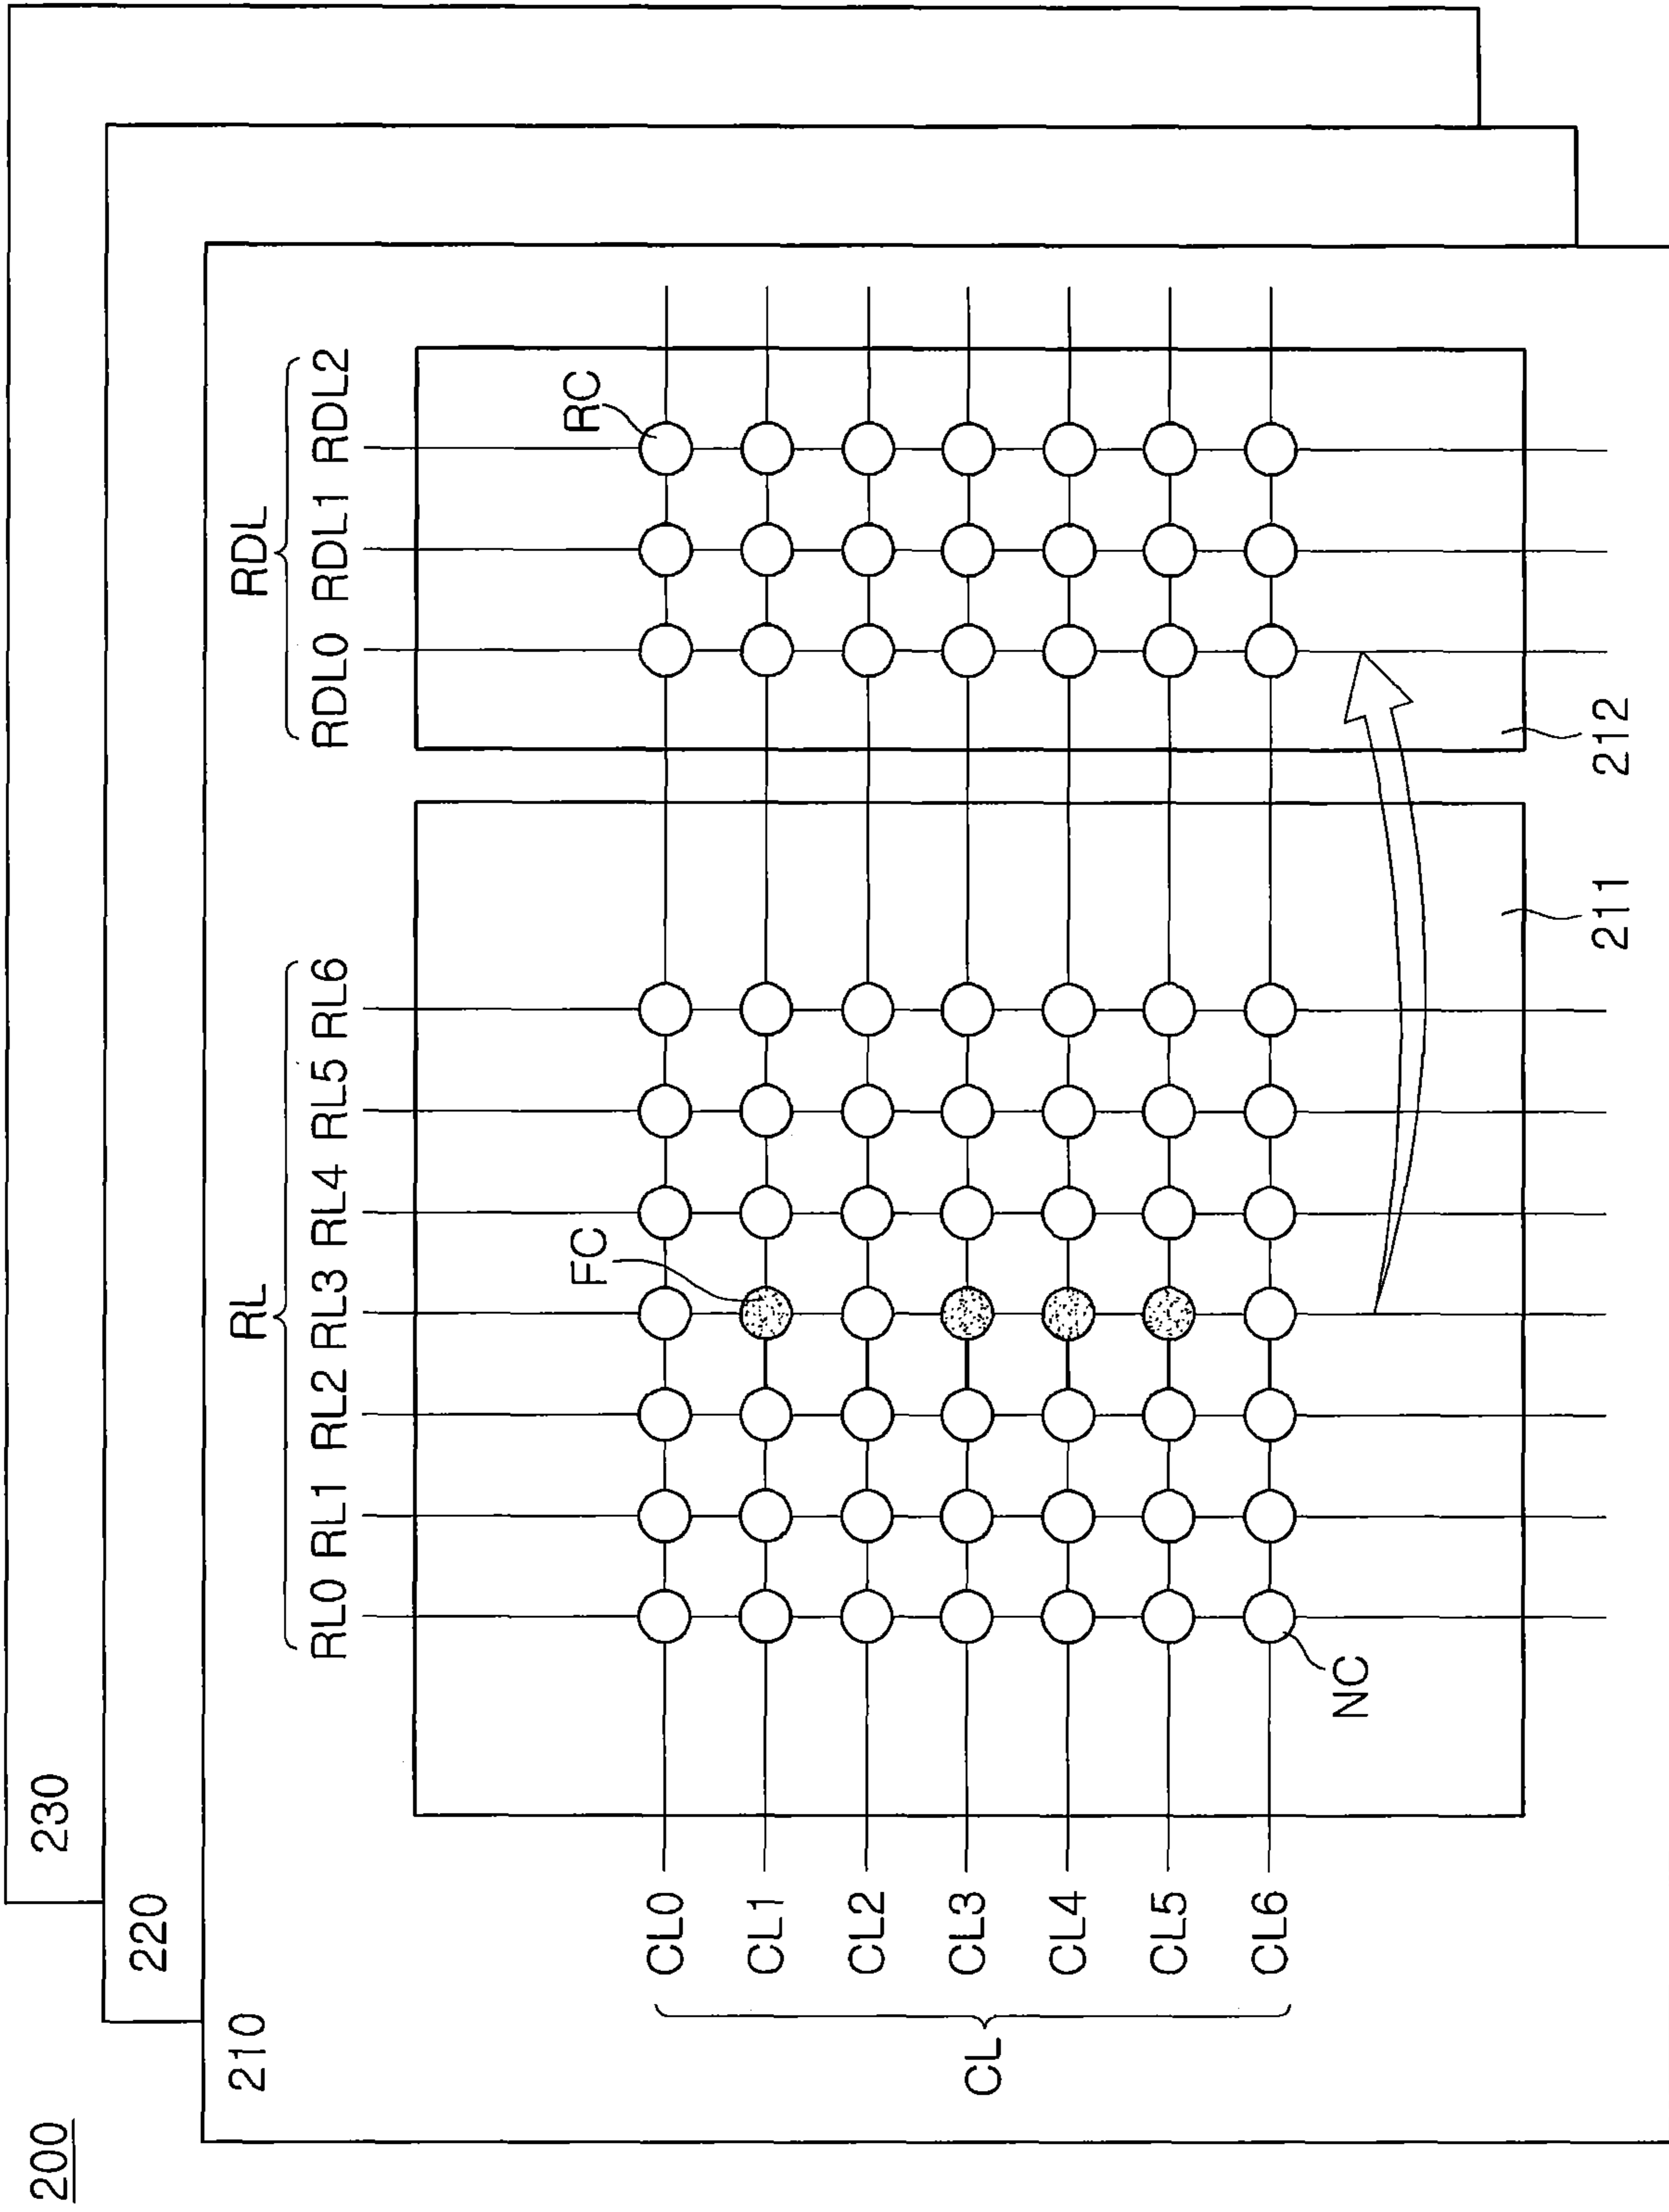 200
230
220
210
RL
RDL
RL0 RL1 RL2 RL3 RL4 RL5 RL6
RDL0 RDL1 RDL2
FC
RC
CL0
CL1
CL2
CL
CL3
CL4
CL5
CL6
NC
211
212